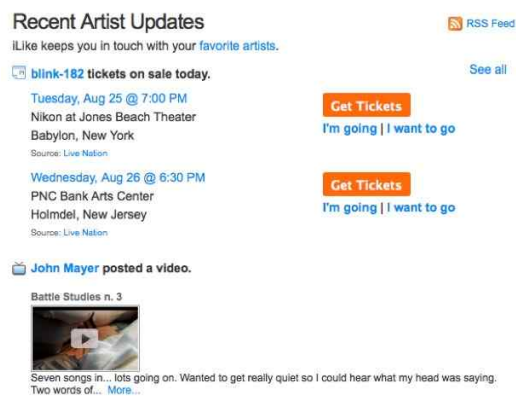 Recent Artist Updates
RSS Feed
iLike keeps you in touch with your favorite artists.
blink-182 tickets on sale today.
See all
Tuesday, Aug 25 @ 7:00 PM
Get Tickets
Nikon at Jones Beach Theater
I'm going | I want to go
Babylon, New York
Source: Live Nation
Wednesday, Aug 26 @ 6:30 PM
Get Tickets
PNC Bank Arts Center
I'm going | I want to go
Holmdel, New Jersey
Source: Live Nation
John Mayer posted a video.
Battle Studies n. 3
Seven songs in... lots going on. Wanted to get really quiet so I could hear what my head was saying.
Two words of... More...